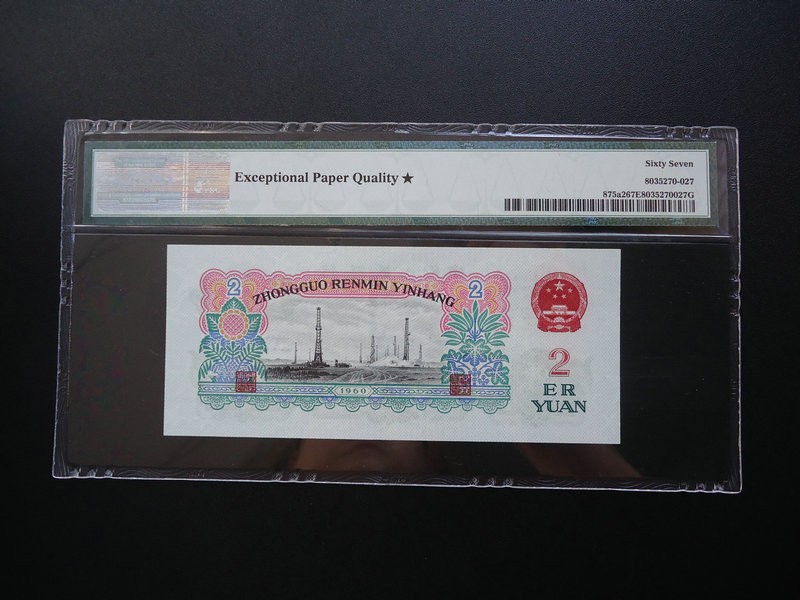 Exceptional Paper Quality ★
Sixty Seven
8035270-027
875a267E8035270027G
2
2
ZHONGGUO RENMIN YINHANG
1960
2
ER
YUAN